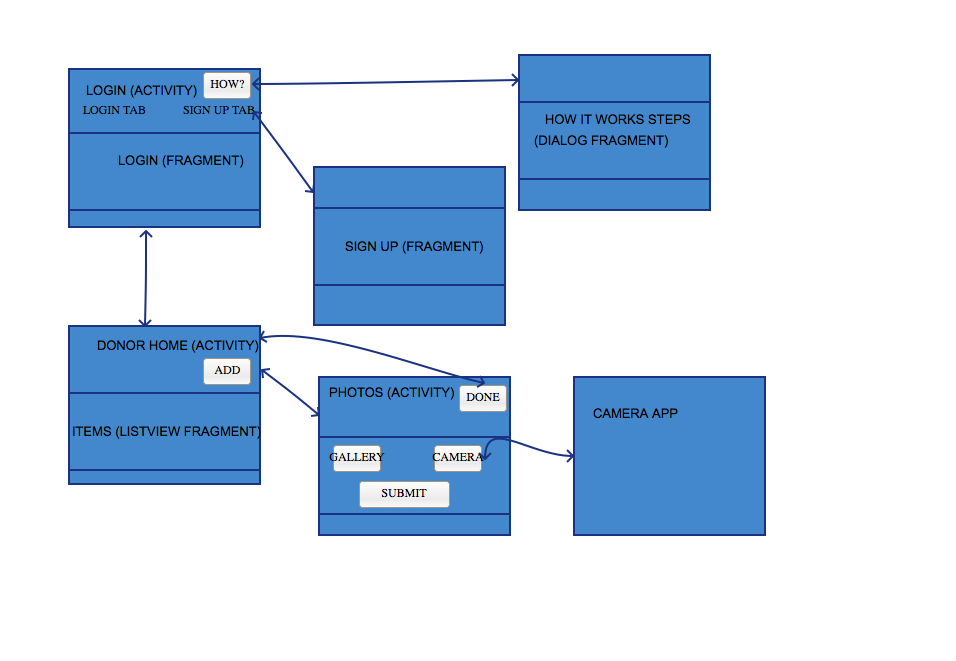 LOGIN (ACTIVITY)
HOW?
LOGIN TAB
SIGN UP TAB
LOGIN (FRAGMENT)
HOW IT WORKS STEPS
(DIALOG FRAGMENT)
SIGN UP (FRAGMENT)
DONOR HOME (ACTIVITY)
ADD
ITEMS (LISTVIEW FRAGMENT)
PHOTOS (ACTIVITY)
DONE
GALLERY
CAMERA
SUBMIT
CAMERA APP